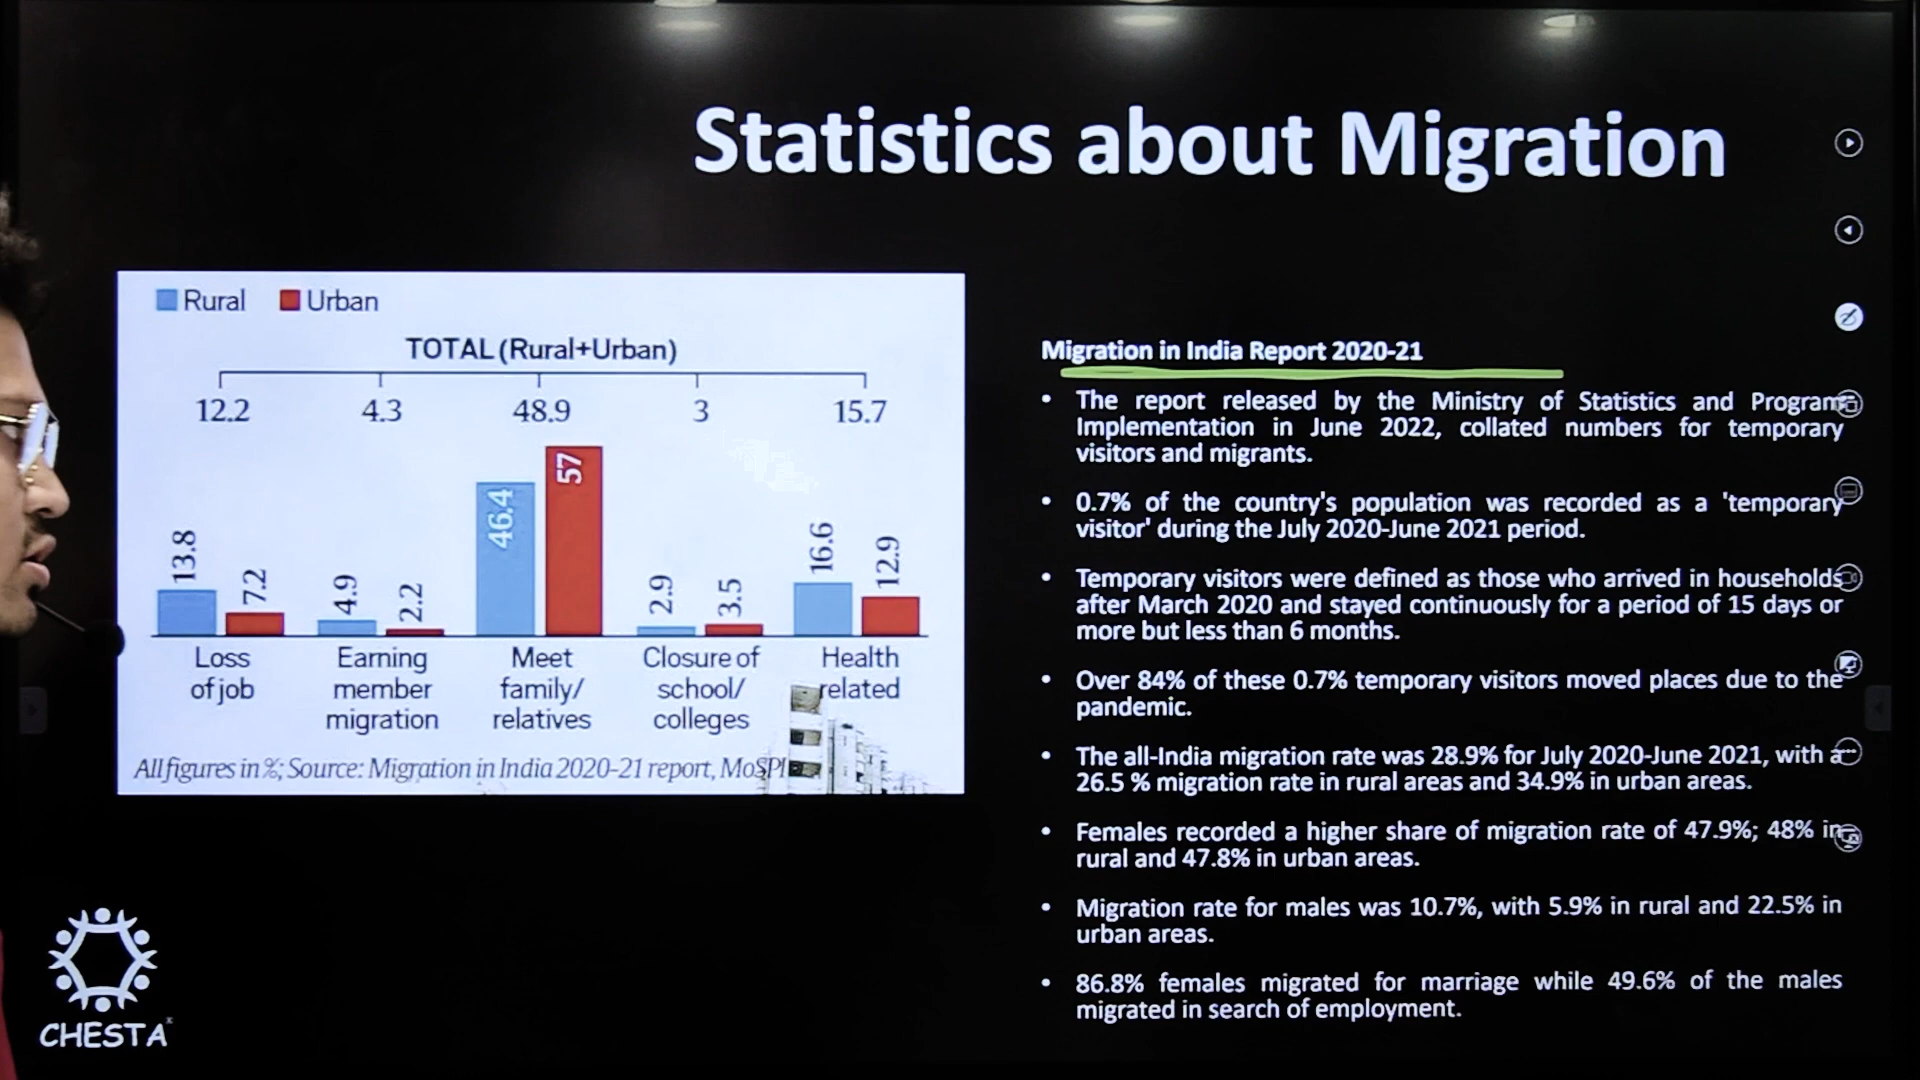 Statistics about Migration
Rural Urban
TOTAL (Rural+Urban)
12.2 4.3 48.9 3 15.7
13.8 7.2 4.9 2.2 46.4 57 2.9 3.5 16.6 12.9
Loss of job
Earning member migration
Meet family/ relatives
Closure of school/ colleges
Health related
All figures in %; Source: Migration in India 2020-21 report, MoSPI
Migration in India Report 2020-21
• The report released by the Ministry of Statistics and Program
Implementation in June 2022, collated numbers for temporary
visitors and migrants.
• 0.7% of the country's population was recorded as a 'temporary
visitor' during the July 2020-June 2021 period.
• Temporary visitors were defined as those who arrived in households
after March 2020 and stayed continuously for a period of 15 days or
more but less than 6 months.
• Over 84% of these 0.7% temporary visitors moved places due to the
pandemic.
• The all-India migration rate was 28.9% for July 2020-June 2021, with a
26.5 % migration rate in rural areas and 34.9% in urban areas.
• Females recorded a higher share of migration rate of 47.9%; 48% in
rural and 47.8% in urban areas.
• Migration rate for males was 10.7%, with 5.9% in rural and 22.5% in
urban areas.
• 86.8% females migrated for marriage while 49.6% of the males
migrated in search of employment.
CHESTA